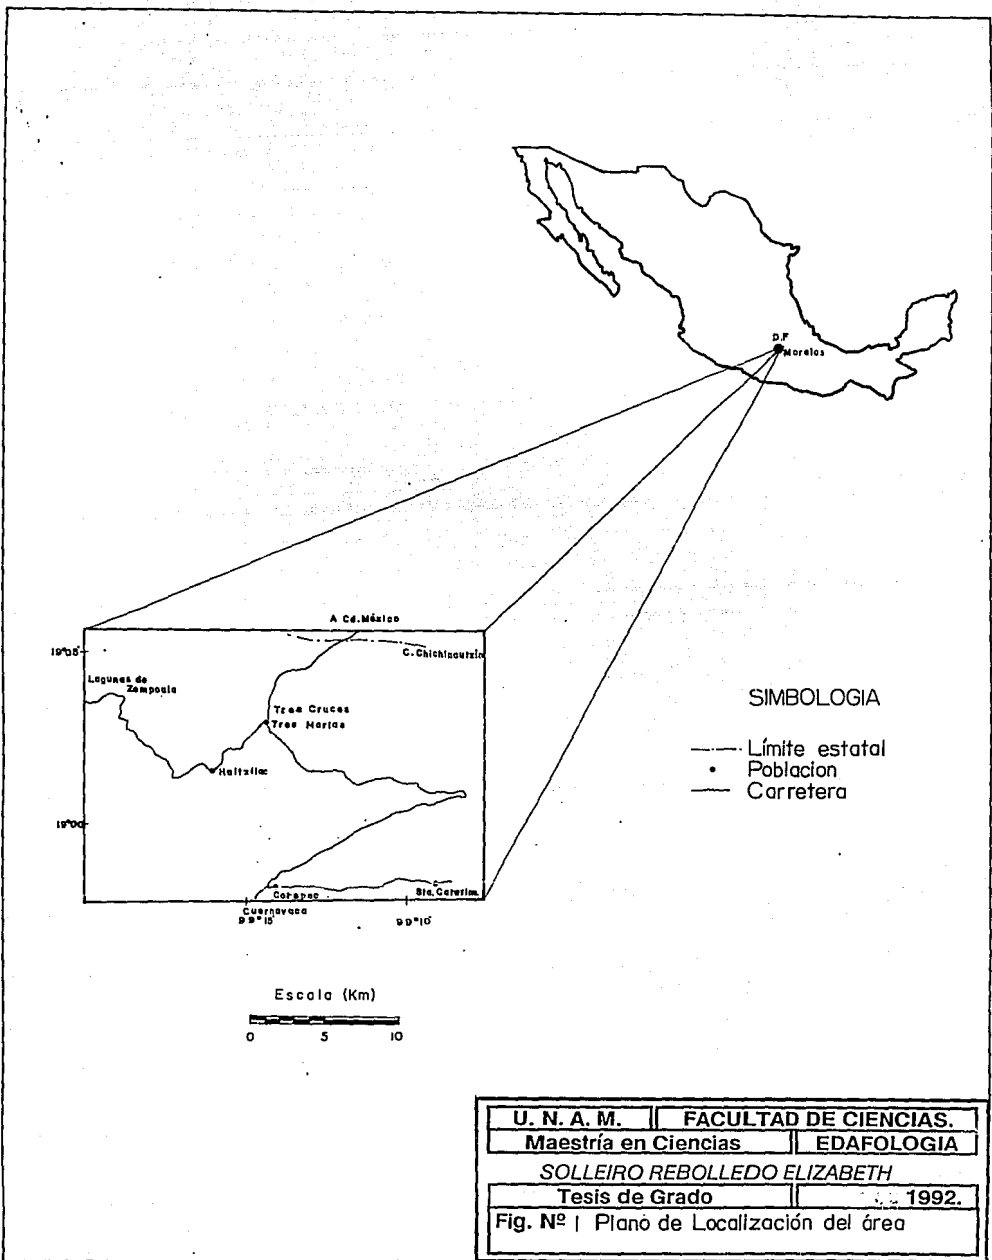 D.F
Morelos
A Cd. México
19°05'
C. Chichinautzin
Lagunas de
Zempoala
Tres Cruces
Tres Marías
Huitzilac
19°00'
Sta. Catarina
Cuernavaca
99°15'
99°10'
SIMBOLOGIA
Límite estatal
Poblacion
Carretera
Escala (Km)
0 5 10
U. N. A. M. FACULTAD DE CIENCIAS.
Maestría en Ciencias EDAFOLOGIA
SOLLEIRO REBOLLEDO ELIZABETH
Tesis de Grado 1992.
Fig. Nº 1 Plano de Localización del área